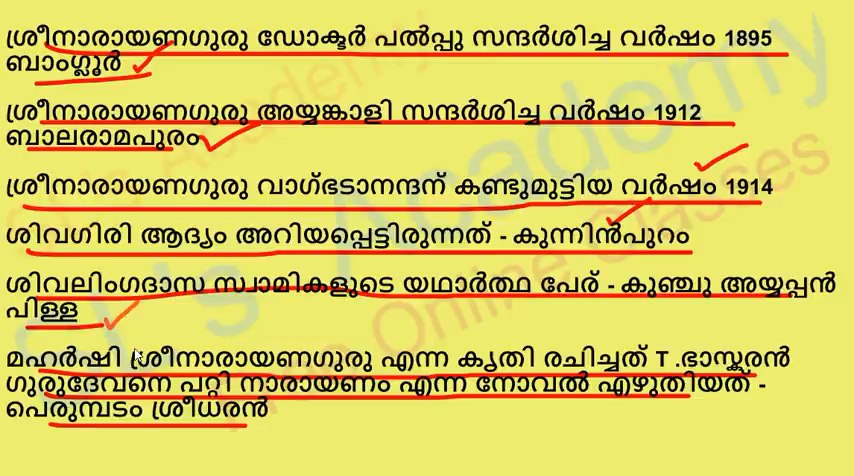 ശ്രീനാരായണഗുരു ഡോക്ടർ പൽപ്പു സന്ദർശിച്ച വർഷം 1895
ബാംഗ്ലൂർ
ശ്രീനാരായണഗുരു അയ്യങ്കാളി സന്ദർശിച്ച വർഷം 1912
ബാലരാമപുരം
ശ്രീനാരായണഗുരു വാഗ്ഭടാനന്ദന് കണ്ടുമുട്ടിയ വർഷം 1914
ശിവഗിരി ആദ്യം അറിയപ്പെട്ടിരുന്നത് - കുന്നിൻപുറം
ശിവലിംഗദാസ സ്വാമികളുടെ യഥാർത്ഥ പേര് - കുഞ്ചു അയ്യപ്പൻ
പിള്ള
മഹർഷി ശ്രീനാരായണഗുരു എന്ന കൃതി രചിച്ചത് T .ഭാസ്കരൻ
ഗുരുദേവനെ പറ്റി നാരായണം എന്ന നോവൽ എഴുതിയത് -
പെരുമ്പടം ശ്രീധരൻ